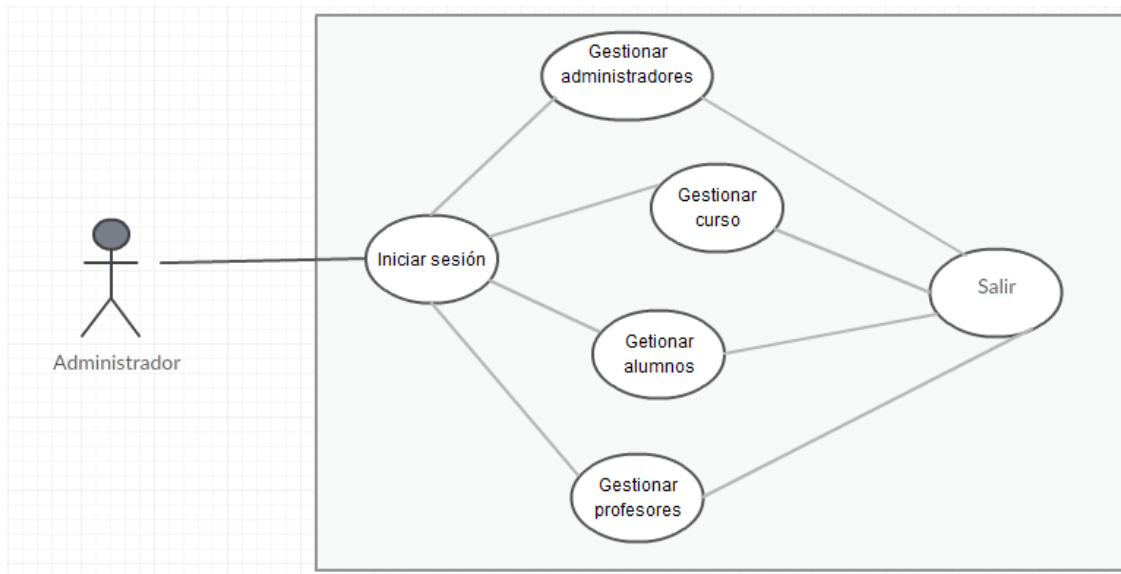 Gestionar
administradores
Gestionar
curso
Iniciar sesión
Salir
Getionar
alumnos
Administrador
Gestionar
profesores